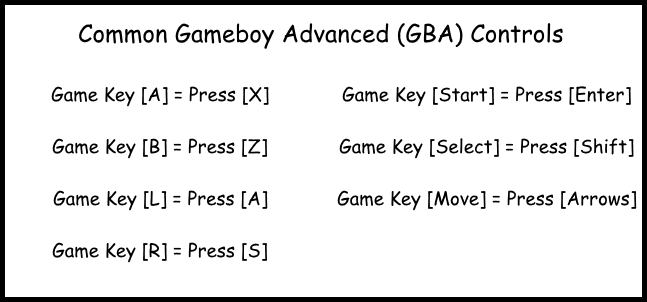 Common Gameboy Advanced (GBA) Controls
Game Key [A] = Press [X]
Game Key [B] = Press [Z]
Game Key [L] = Press [A]
Game Key [R] = Press [S]
Game Key [Start] = Press [Enter]
Game Key [Select] = Press [Shift]
Game Key [Move] = Press [Arrows]